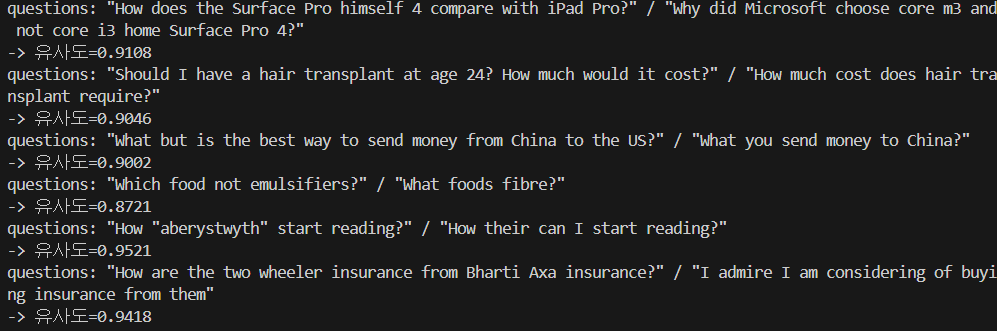 questions: "How does the Surface Pro himself 4 compare with iPad Pro?" / "Why did Microsoft choose core m3 and
 not core i3 home Surface Pro 4?"
-> 유사도=0.9108
questions: "Should I have a hair transplant at age 24? How much would it cost?" / "How much cost does hair tra
nsplant require?"
-> 유사도=0.9046
questions: "What but is the best way to send money from China to the US?" / "What you send money to China?"
-> 유사도=0.9002
questions: "Which food not emulsifiers?" / "What foods fibre?"
-> 유사도=0.8721
questions: "How "aberystwyth" start reading?" / "How their can I start reading?"
-> 유사도=0.9521
questions: "How are the two wheeler insurance from Bharti Axa insurance?" / "I admire I am considering of buyi
ng insurance from them"
-> 유사도=0.9418